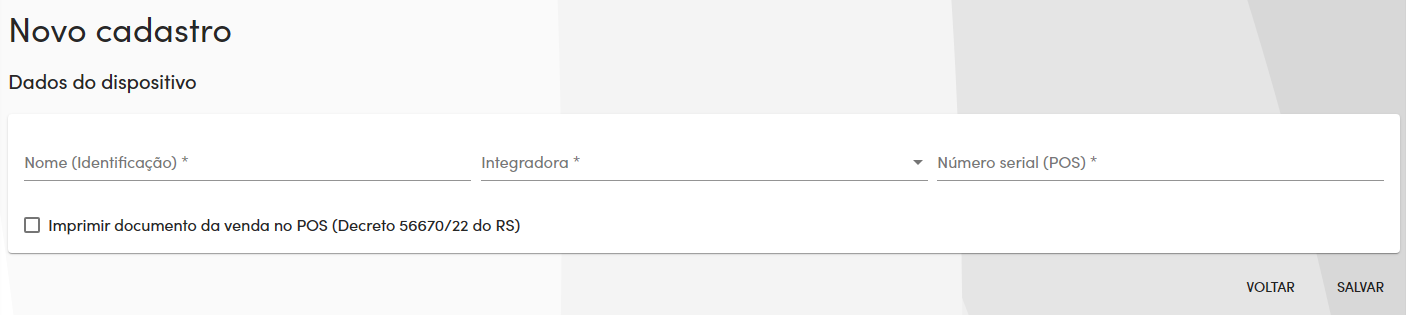 Novo cadastro
Dados do dispositivo
Nome (Identificação) *
Integradora *
Número serial (POS) *
Imprimir documento da venda no POS (Decreto 56670/22 do RS)
VOLTAR
SALVAR